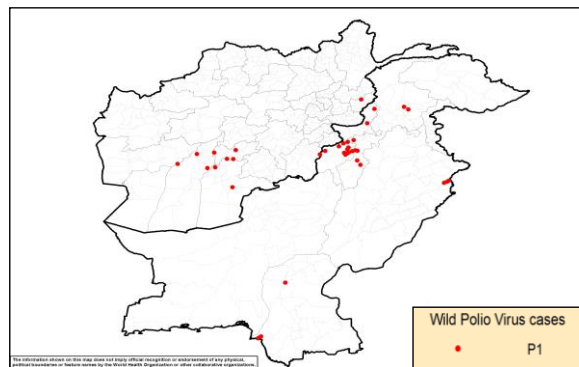 Wild Polio Virus cases
P1
The information shown on this map does not imply official recognition or endorsement of any physical,
political boundaries or feature names by the World Health Organization or other collaborative organizations.